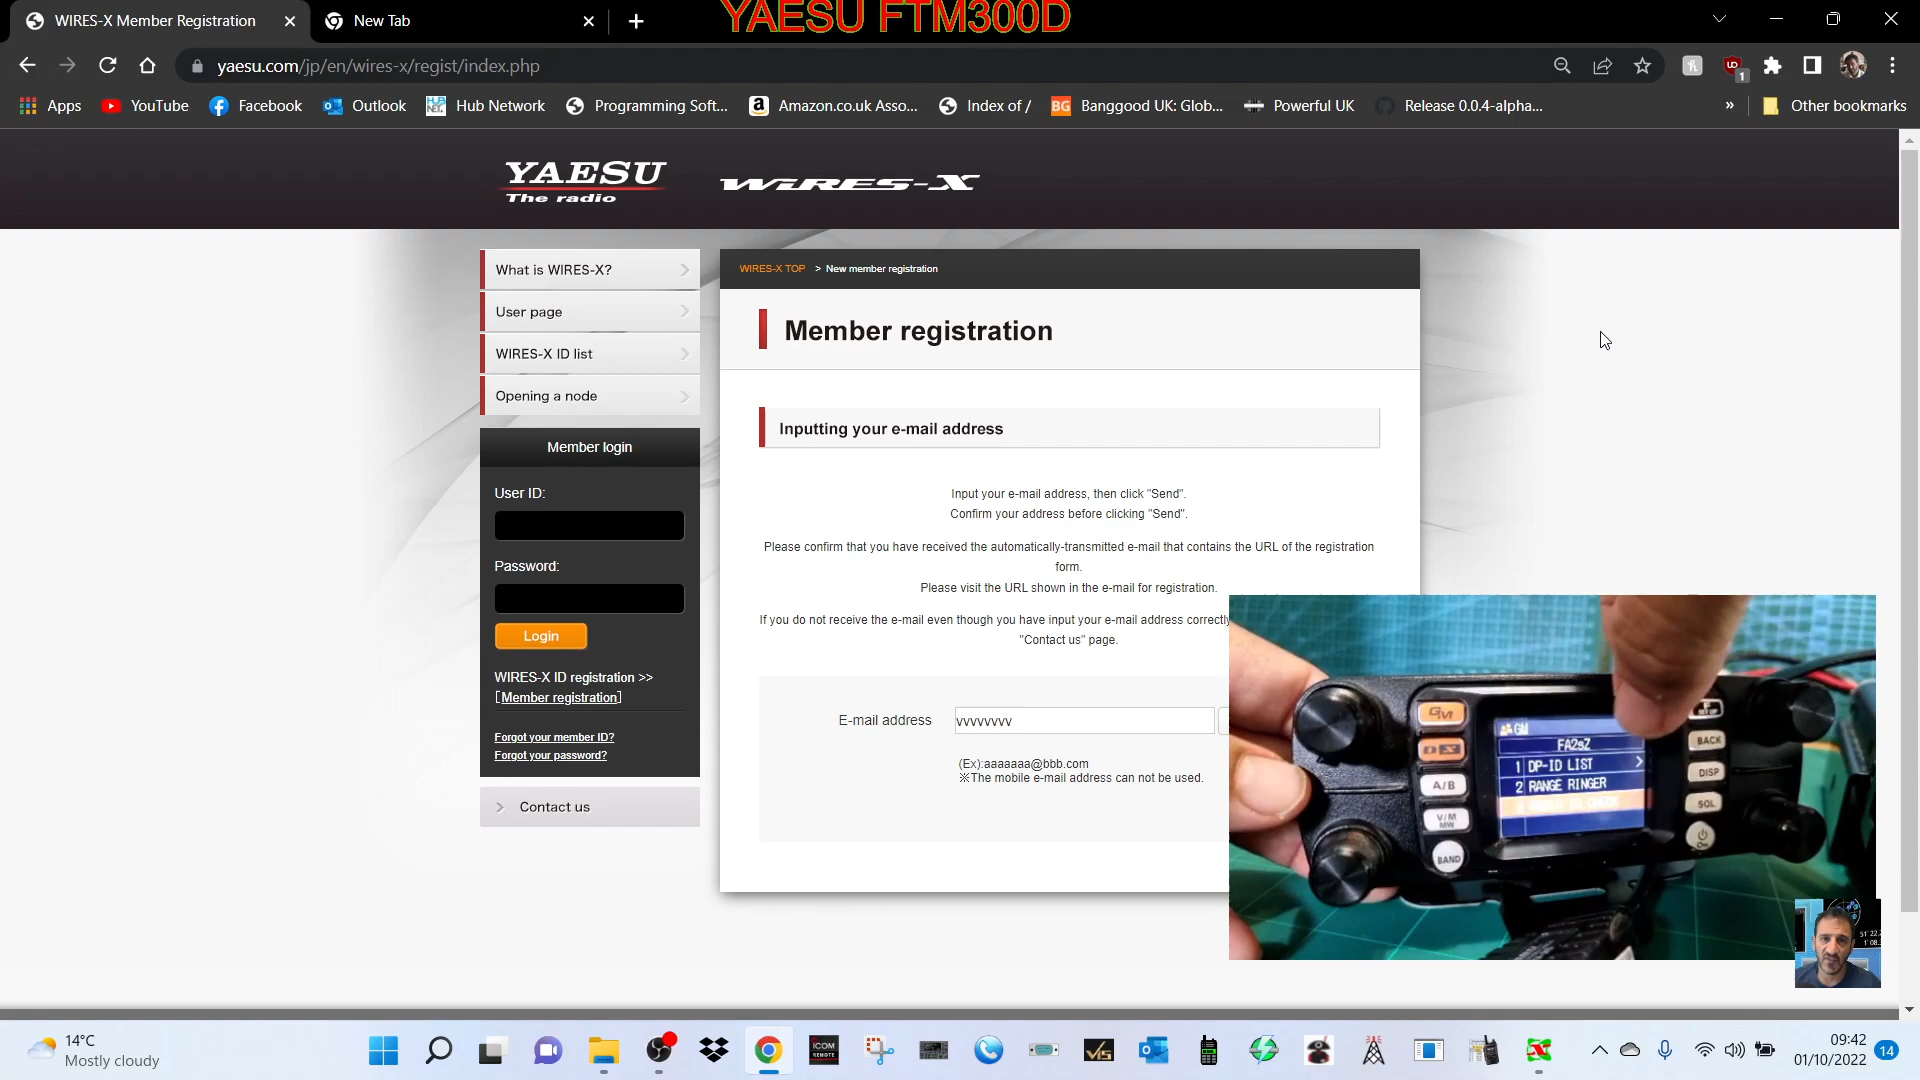 YAESU FTM300D
WIRES-X Member Registration
New Tab
yaesu.com/jp/en/wires-x/regist/index.php
Apps
YouTube
Facebook
Outlook
Hub Network
Programming Soft...
Amazon.co.uk Asso...
Index of /
Banggood UK: Glob...
Powerful UK
Release 0.0.4-alpha...
»
Other bookmarks
YAESU
The radio
WIRES-X
What is WIRES-X?
User page
WIRES-X ID list
Opening a node
Member login
User ID:
Password:
Login
WIRES-X ID registration >>
[Member registration]
Forgot your member ID?
Forgot your password?
Contact us
WIRES-X TOP > New member registration
Member registration
Inputting your e-mail address
Input your e-mail address, then click "Send".
Confirm your address before clicking "Send".
Please confirm that you have received the automatically-transmitted e-mail that contains the URL of the registration
form.
Please visit the URL shown in the e-mail for registration.
If you do not receive the e-mail even though you have input your e-mail address correctly
"Contact us" page.
E-mail address
vvvvvvvv
(Ex):aaaaaaa@bbb.com
※The mobile e-mail address can not be used.
GM
DX
A/B
V/M
MW
BAND
GM
1 DP-ID LIST
2 RANGE RINGER
F
SETUP
BACK
DISP
SQL
14°C
Mostly cloudy
ICOM
REMOTE
09:42
01/10/2022
14